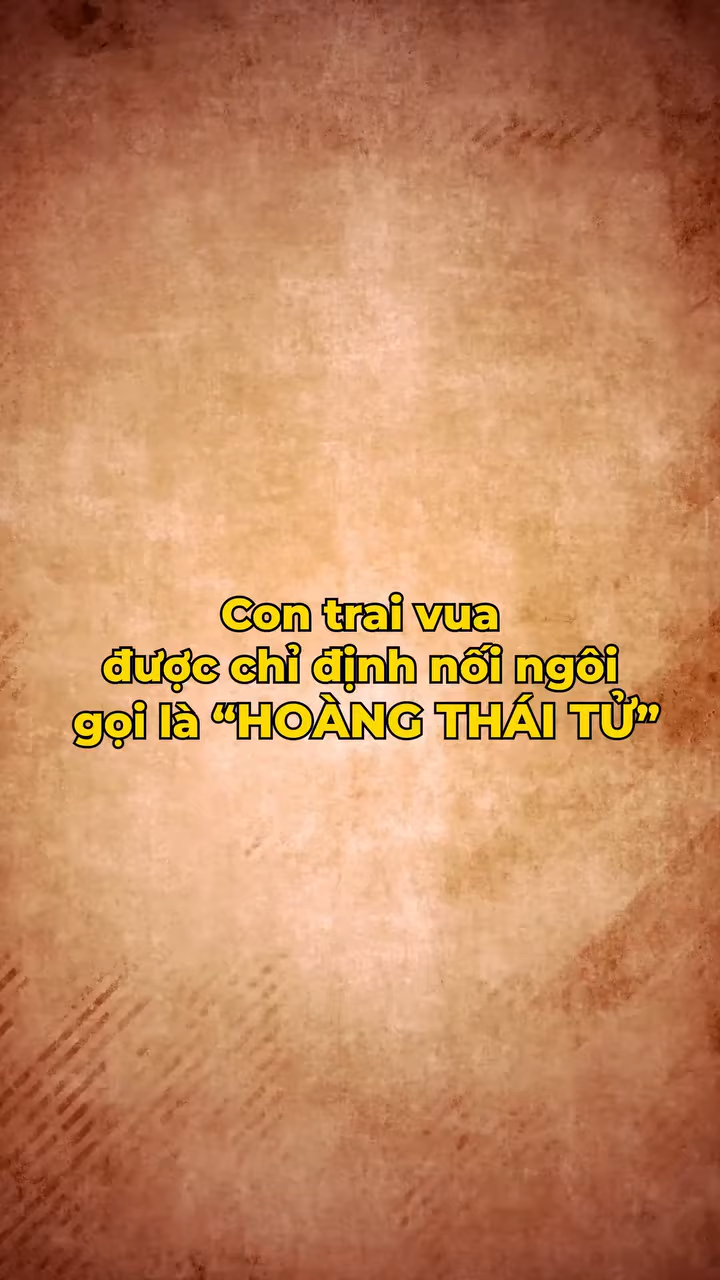 Con trai vua
được chỉ định nối ngôi
gọi là “HOÀNG THÁI TỬ”